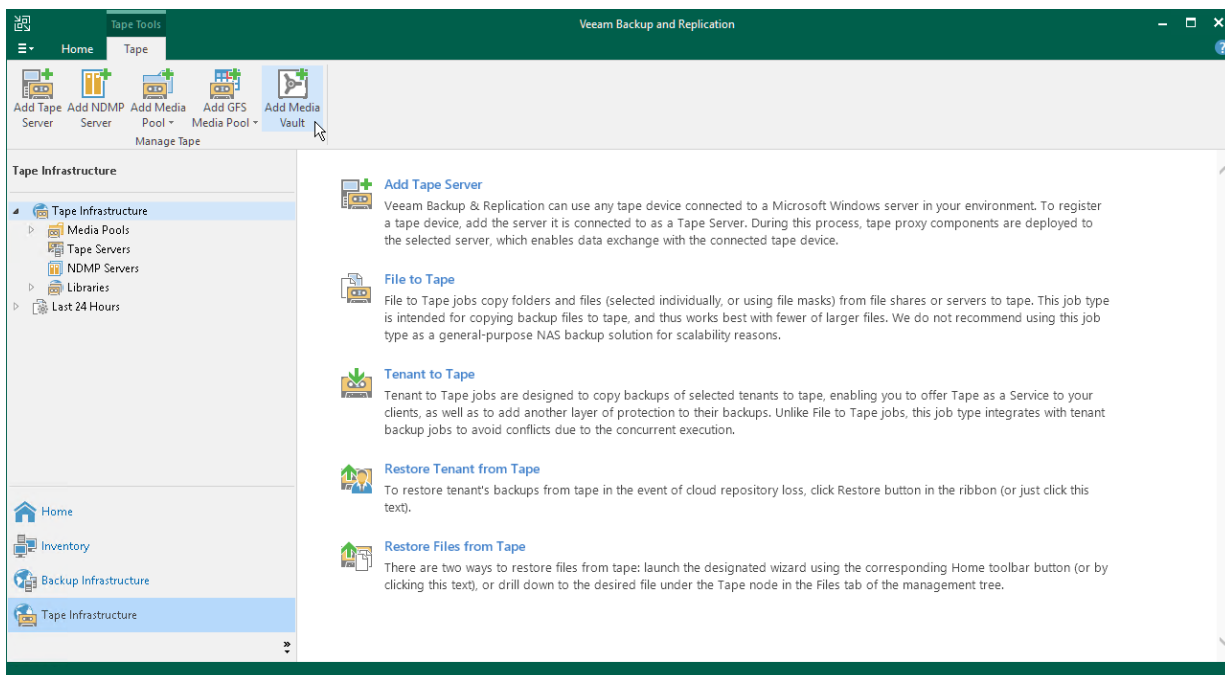 Tape Tools
Veeam Backup and Replication
Home
Tape
Add Tape Server
Add NDMP Server
Add Media Pool
Add GFS Media Pool
Add Media Vault
Manage Tape
Tape Infrastructure
Tape Infrastructure
Media Pools
Tape Servers
NDMP Servers
Libraries
Last 24 Hours
Home
Inventory
Backup Infrastructure
Tape Infrastructure
Add Tape Server
Veeam Backup & Replication can use any tape device connected to a Microsoft Windows server in your environment. To register
a tape device, add the server it is connected to as a Tape Server. During this process, tape proxy components are deployed to
the selected server, which enables data exchange with the connected tape device.
File to Tape
File to Tape jobs copy folders and files (selected individually, or using file masks) from file shares or servers to tape. This job type
is intended for copying backup files to tape, and thus works best with fewer of larger files. We do not recommend using this job
type as a general-purpose NAS backup solution for scalability reasons.
Tenant to Tape
Tenant to Tape jobs are designed to copy backups of selected tenants to tape, enabling you to offer Tape as a Service to your
clients, as well as to add another layer of protection to their backups. Unlike File to Tape jobs, this job type integrates with tenant
backup jobs to avoid conflicts due to the concurrent execution.
Restore Tenant from Tape
To restore tenant's backups from tape in the event of cloud repository loss, click Restore button in the ribbon (or just click this
text).
Restore Files from Tape
There are two ways to restore files from tape: launch the designated wizard using the corresponding Home toolbar button (or by
clicking this text), or drill down to the desired file under the Tape node in the Files tab of the management tree.